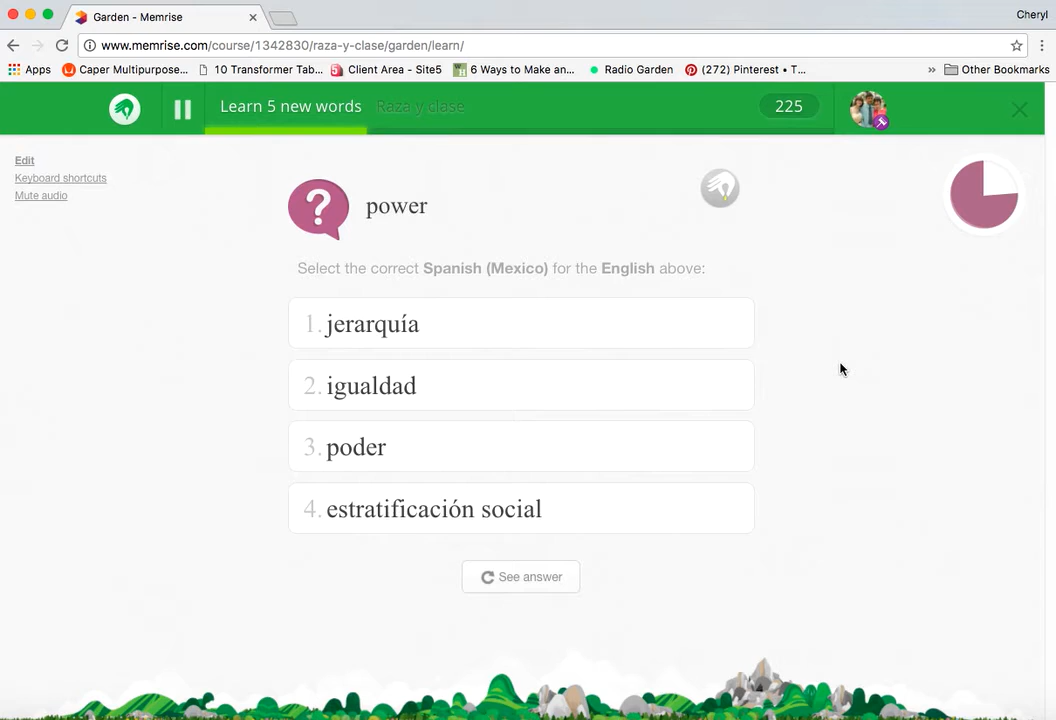 Garden - Memrise
Cheryl
www.memrise.com/course/1342830/raza-y-clase/garden/learn/
Apps
Caper Multipurpose...
10 Transformer Tab...
Client Area - Site5
6 Ways to Make an...
Radio Garden
(272) Pinterest • T...
»
Other Bookmarks
Learn 5 new words
Raza y clase
225
Edit
Keyboard shortcuts
Mute audio
?
power
Select the correct Spanish (Mexico) for the English above:
1. jerarquía
2. igualdad
3. poder
4. estratificación social
See answer